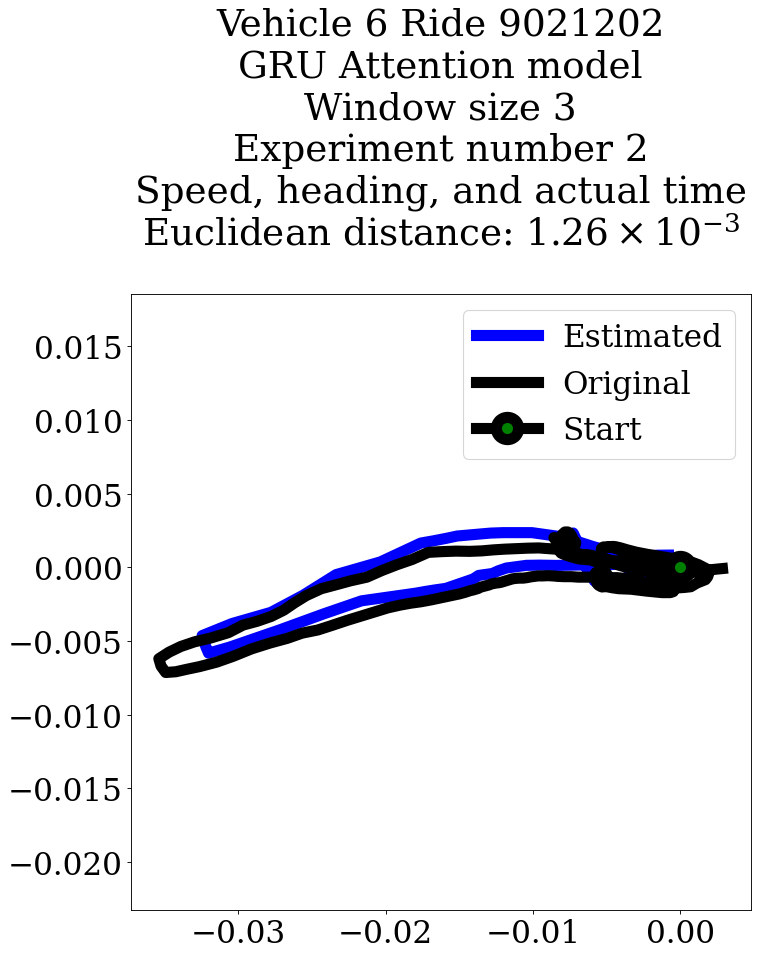 Vehicle 6 Ride 9021202
GRU Attention model
Window size 3
Experiment number 2
Speed, heading, and actual time
Euclidean distance: 1.26 × 10⁻³
Estimated
Original
Start
0.015
0.010
0.005
0.000
−0.005
−0.010
−0.015
−0.020
−0.03 −0.02 −0.01 0.00